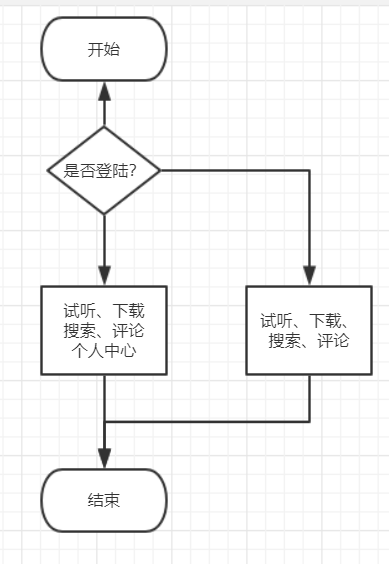 开始
是否登陆?
试听、下载
搜索、评论
个人中心
试听、下载、
搜索、评论
结束